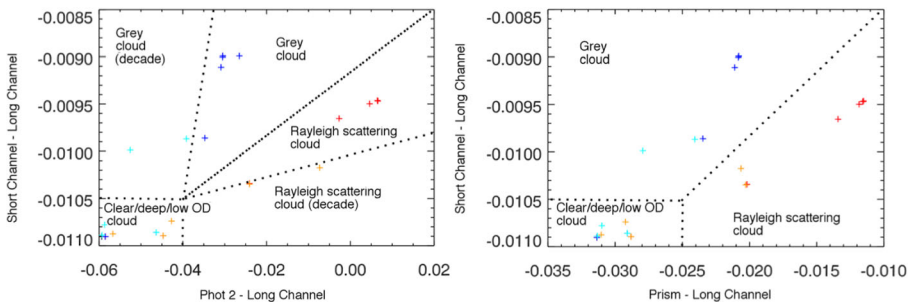 -0.0085
-0.0090
-0.0095
-0.0100
-0.0105
-0.0110
Short Channel - Long Channel
Grey
cloud
(decade)
Grey
cloud
Rayleigh scattering
cloud
Rayleigh scattering
cloud (decade)
Clear/deep/low OD
cloud
-0.06
-0.04
-0.02
0.00
0.02
Phot 2 - Long Channel
-0.0085
-0.0090
-0.0095
-0.0100
-0.0105
-0.0110
Short Channel - Long Channel
Grey
cloud
Clear/deep/low OD
cloud
Rayleigh scattering
cloud
-0.035
-0.030
-0.025
-0.020
-0.015
-0.010
Prism - Long Channel